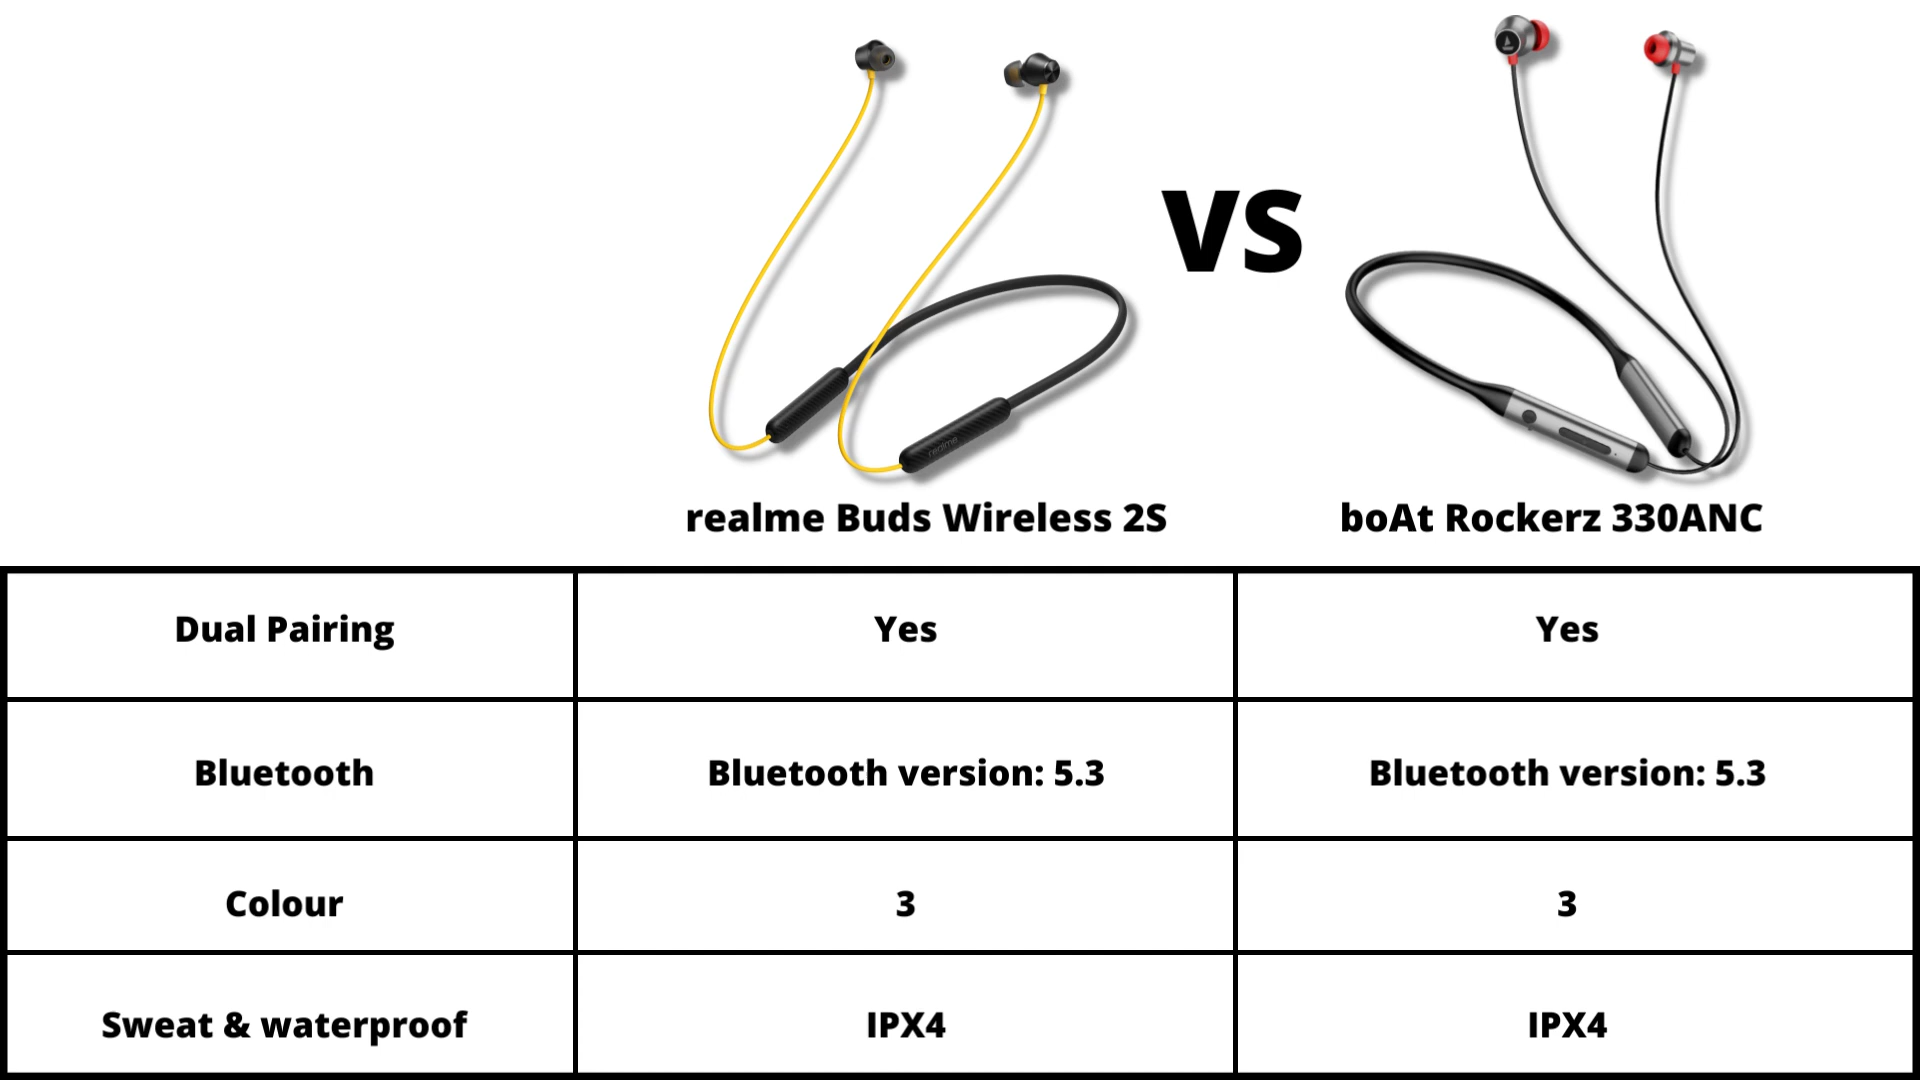 VS
realme Buds Wireless 2S
boAt Rockerz 330ANC
Dual Pairing Yes Yes
Bluetooth Bluetooth version: 5.3 Bluetooth version: 5.3
Colour 3 3
Sweat & waterproof IPX4 IPX4
realme